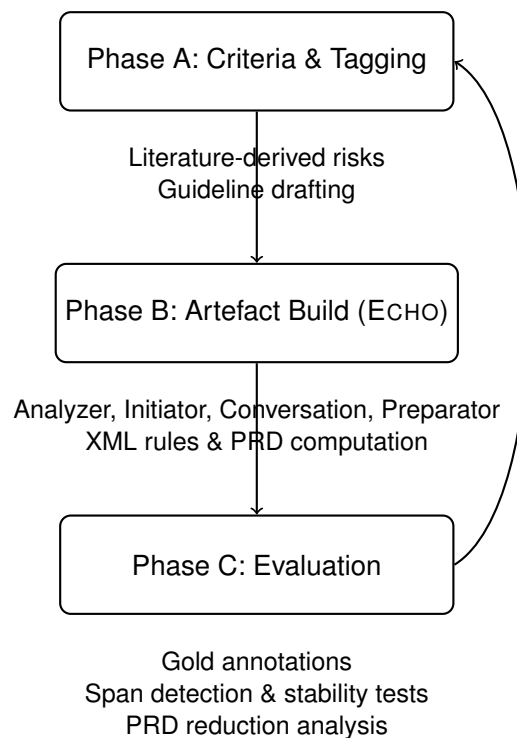 Phase A: Criteria & Tagging
Literature-derived risks
Guideline drafting
Phase B: Artefact Build (ECHO)
Analyzer, Initiator, Conversation, Preparator
XML rules & PRD computation
Phase C: Evaluation
Gold annotations
Span detection & stability tests
PRD reduction analysis